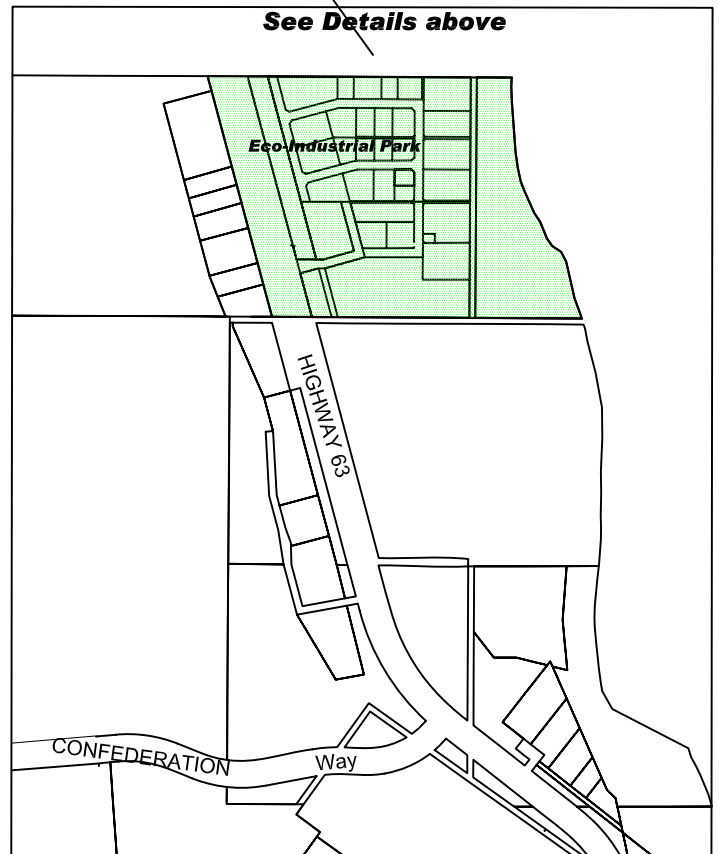 See Details above
Eco-Industrial Park
HIGHWAY 63
CONFEDERATION Way